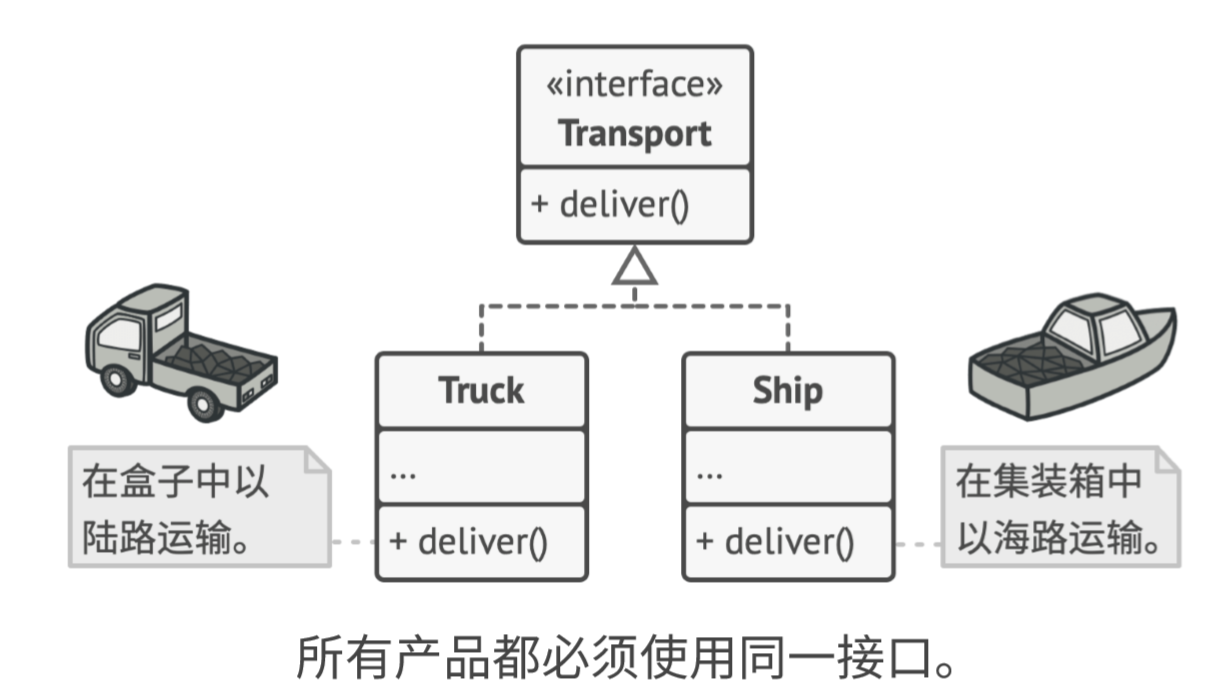 «interface»
Transport
+ deliver()
Truck
...
+ deliver()
Ship
...
+ deliver()
在盒子中以
陆路运输。
在集装箱中
以海路运输。
所有产品都必须使用同一接口。